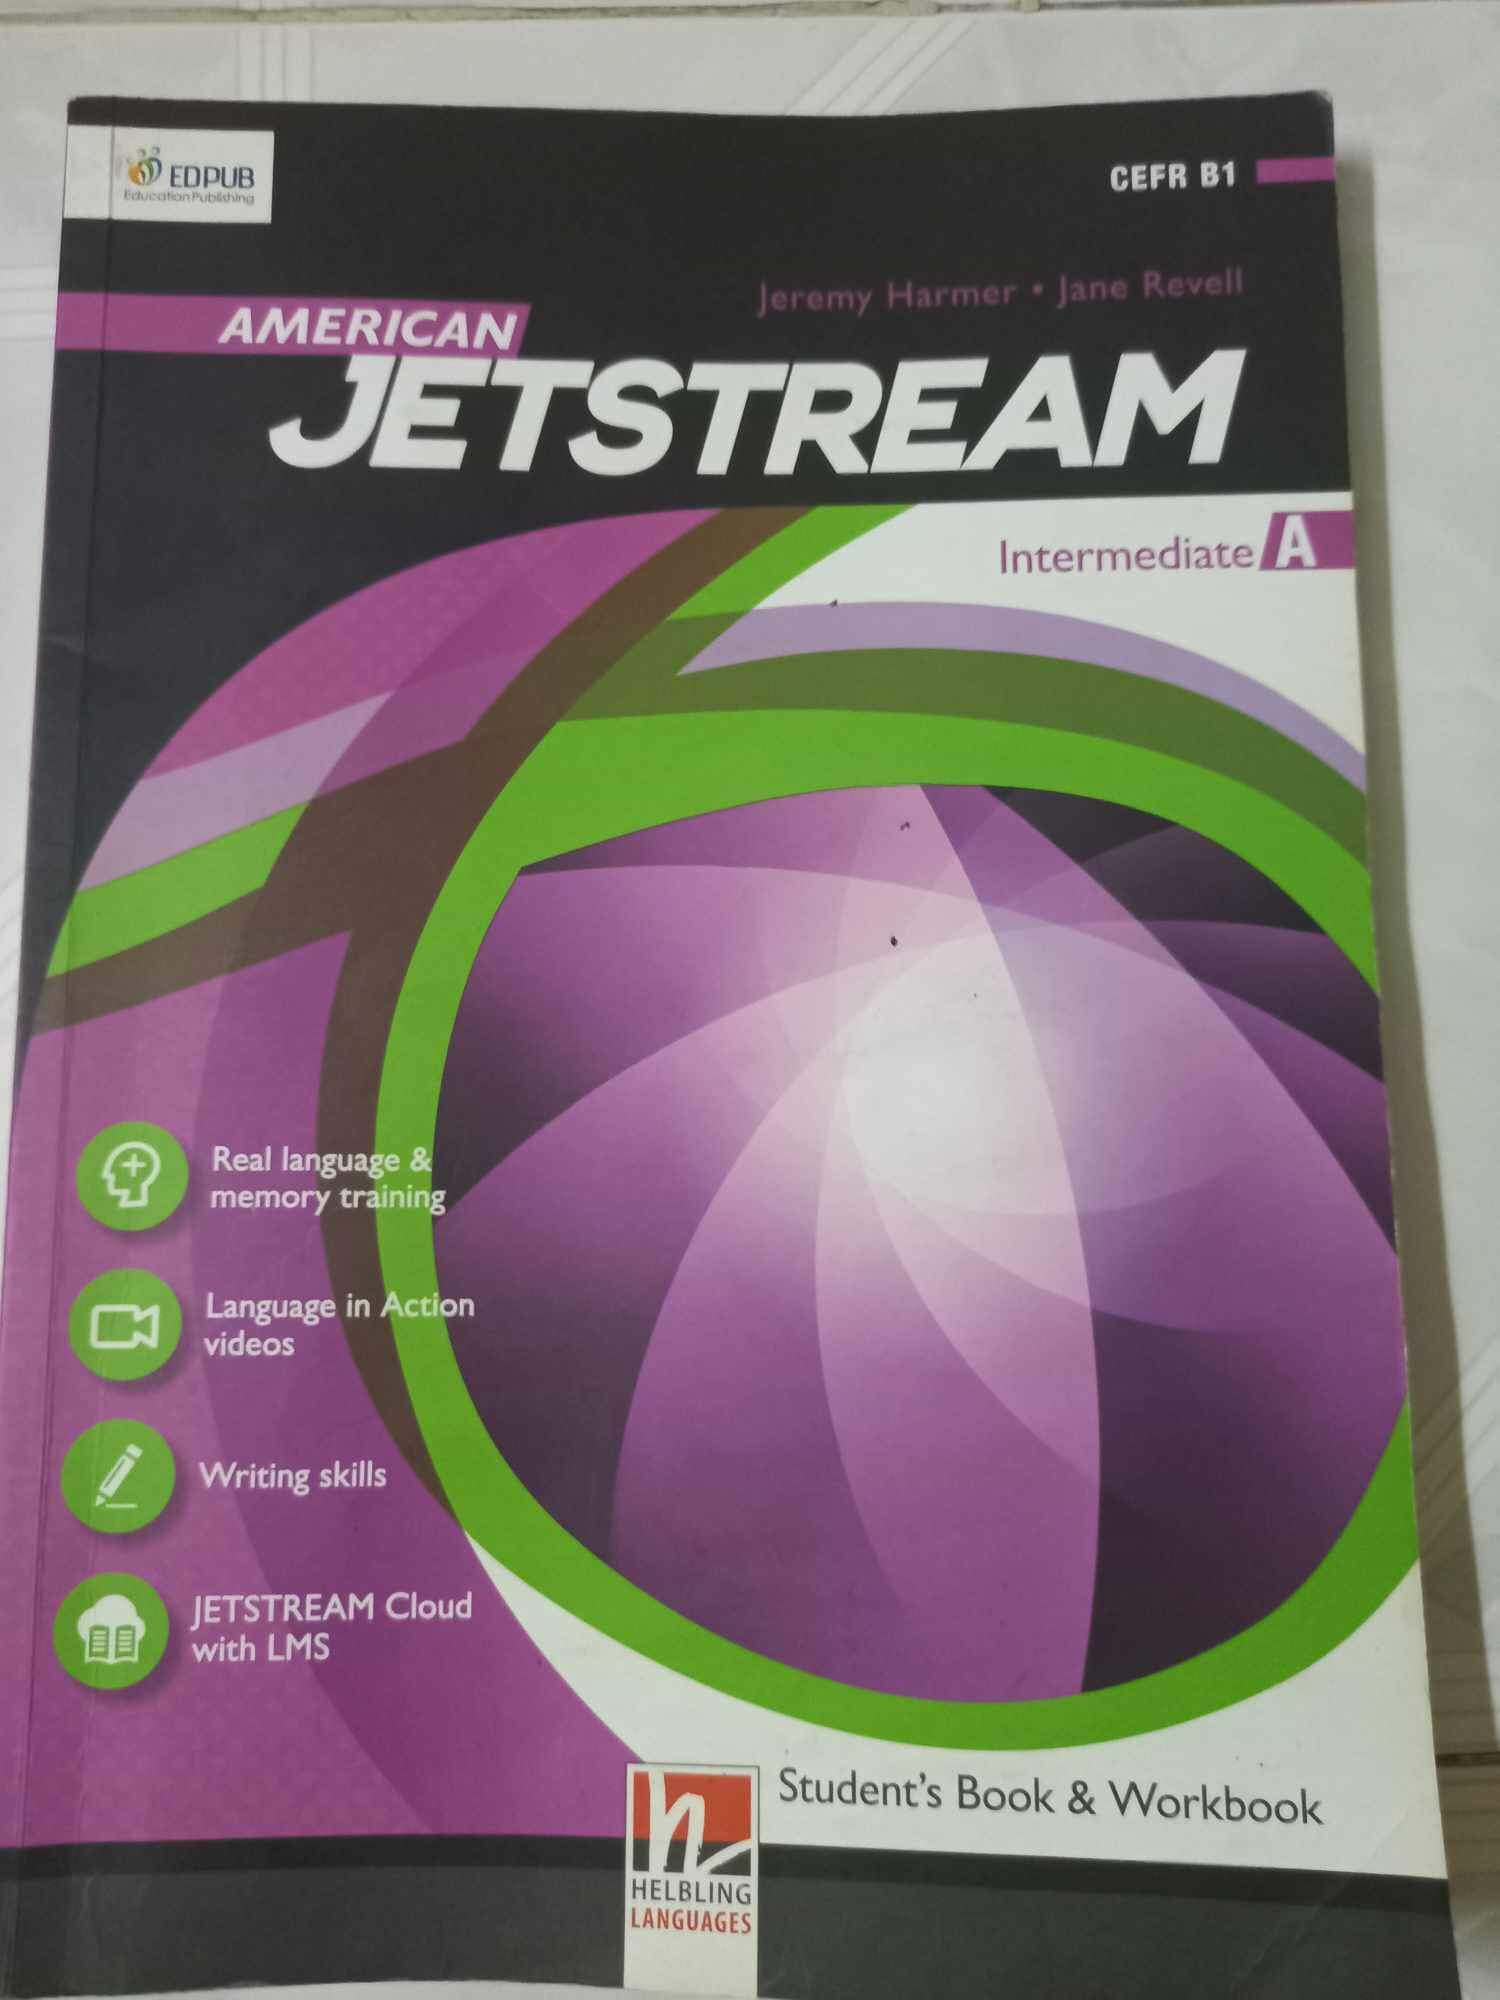 EDPUB
Education Publishing
CEFR B1
Jeremy Harmer • Jane Revell
AMERICAN
JETSTREAM
Intermediate A
Real language &
memory training
Language in Action
videos
Writing skills
JETSTREAM Cloud
with LMS
Student's Book & Workbook
h
HELBLING
LANGUAGES